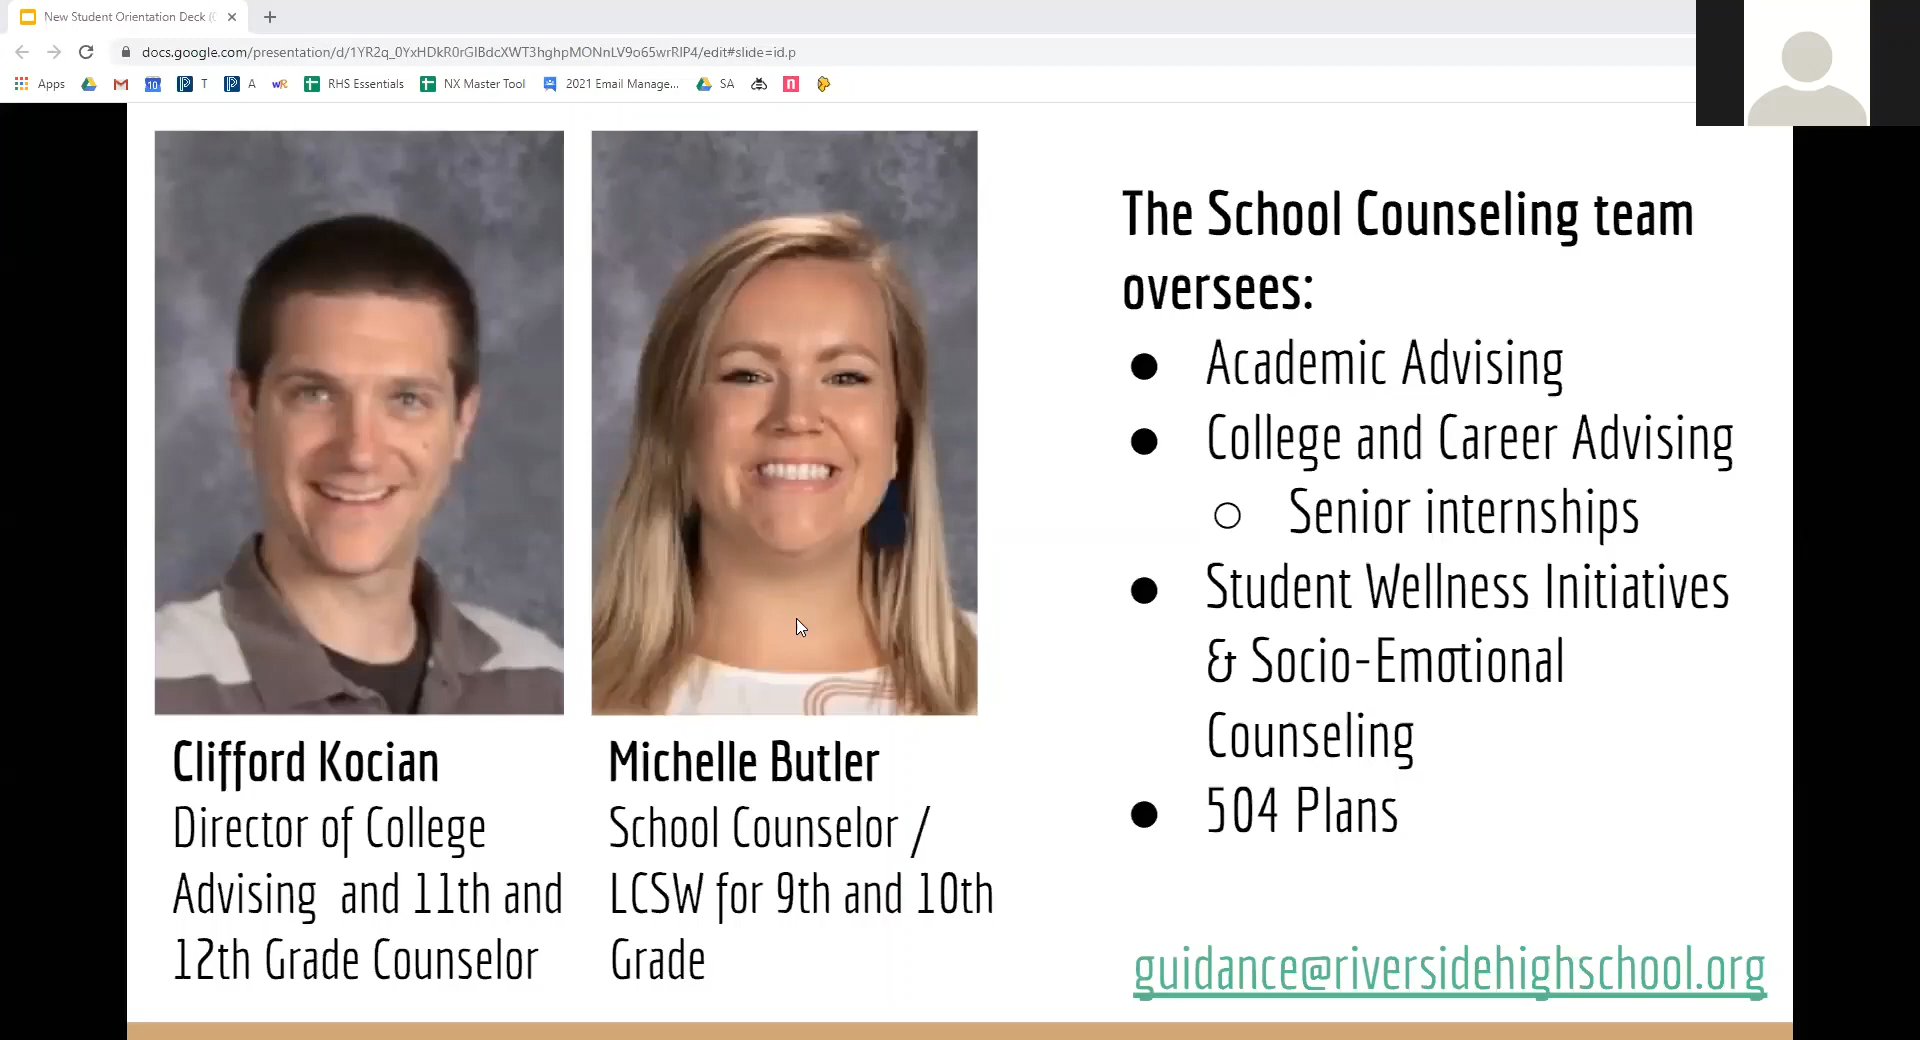 New Student Orientation Deck (
docs.google.com/presentation/d/1YR2q_0YxHDkR0rGIBdcXWT3hghpMONnLV9o65wrRIP4/edit#slide=id.p
Apps 10 T A wR RHS Essentials NX Master Tool 2021 Email Manage... SA n
The School Counseling team
oversees:
● Academic Advising
● College and Career Advising
○ Senior internships
● Student Wellness Initiatives
& Socio-Emotional
Counseling
● 504 Plans
Clifford Kocian
Director of College
Advising and 11th and
12th Grade Counselor
Michelle Butler
School Counselor /
LCSW for 9th and 10th
Grade
guidance@riversidehighschool.org